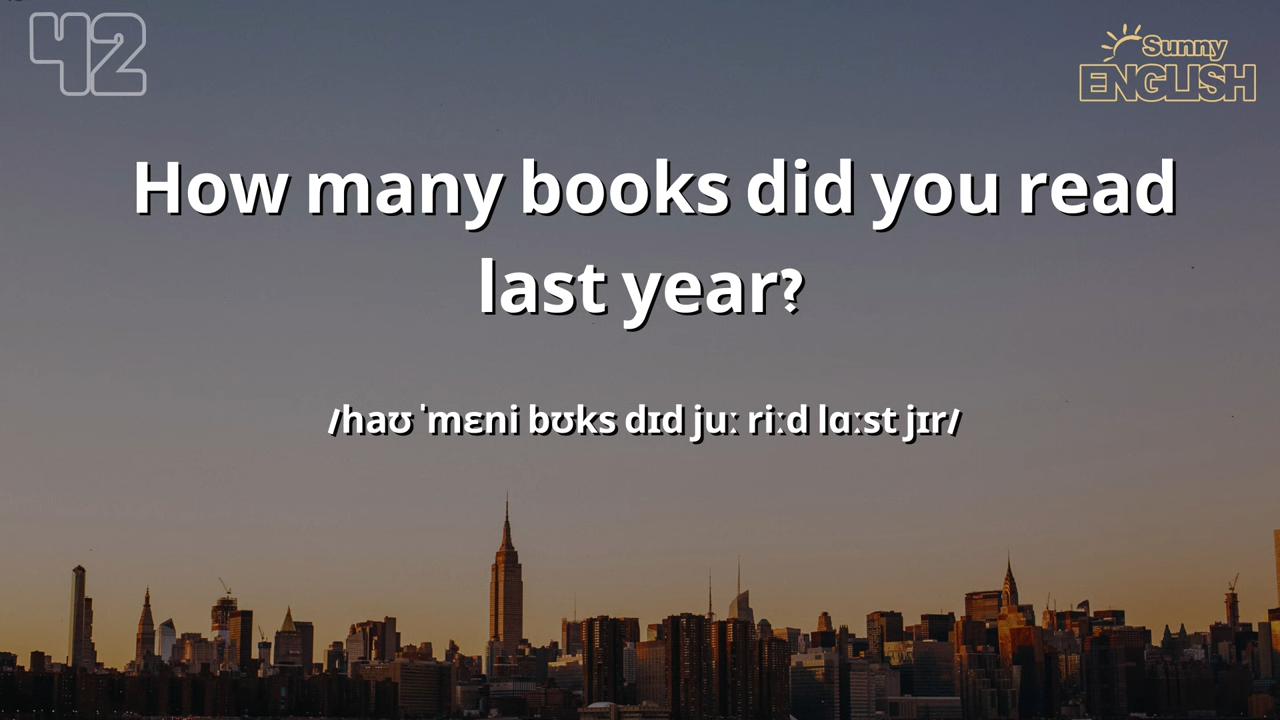 42
Sunny
ENGLISH
How many books did you read
last year?
/haʊ ˈmɛni bʊks dɪd juː riːd lɑːst jɪr/